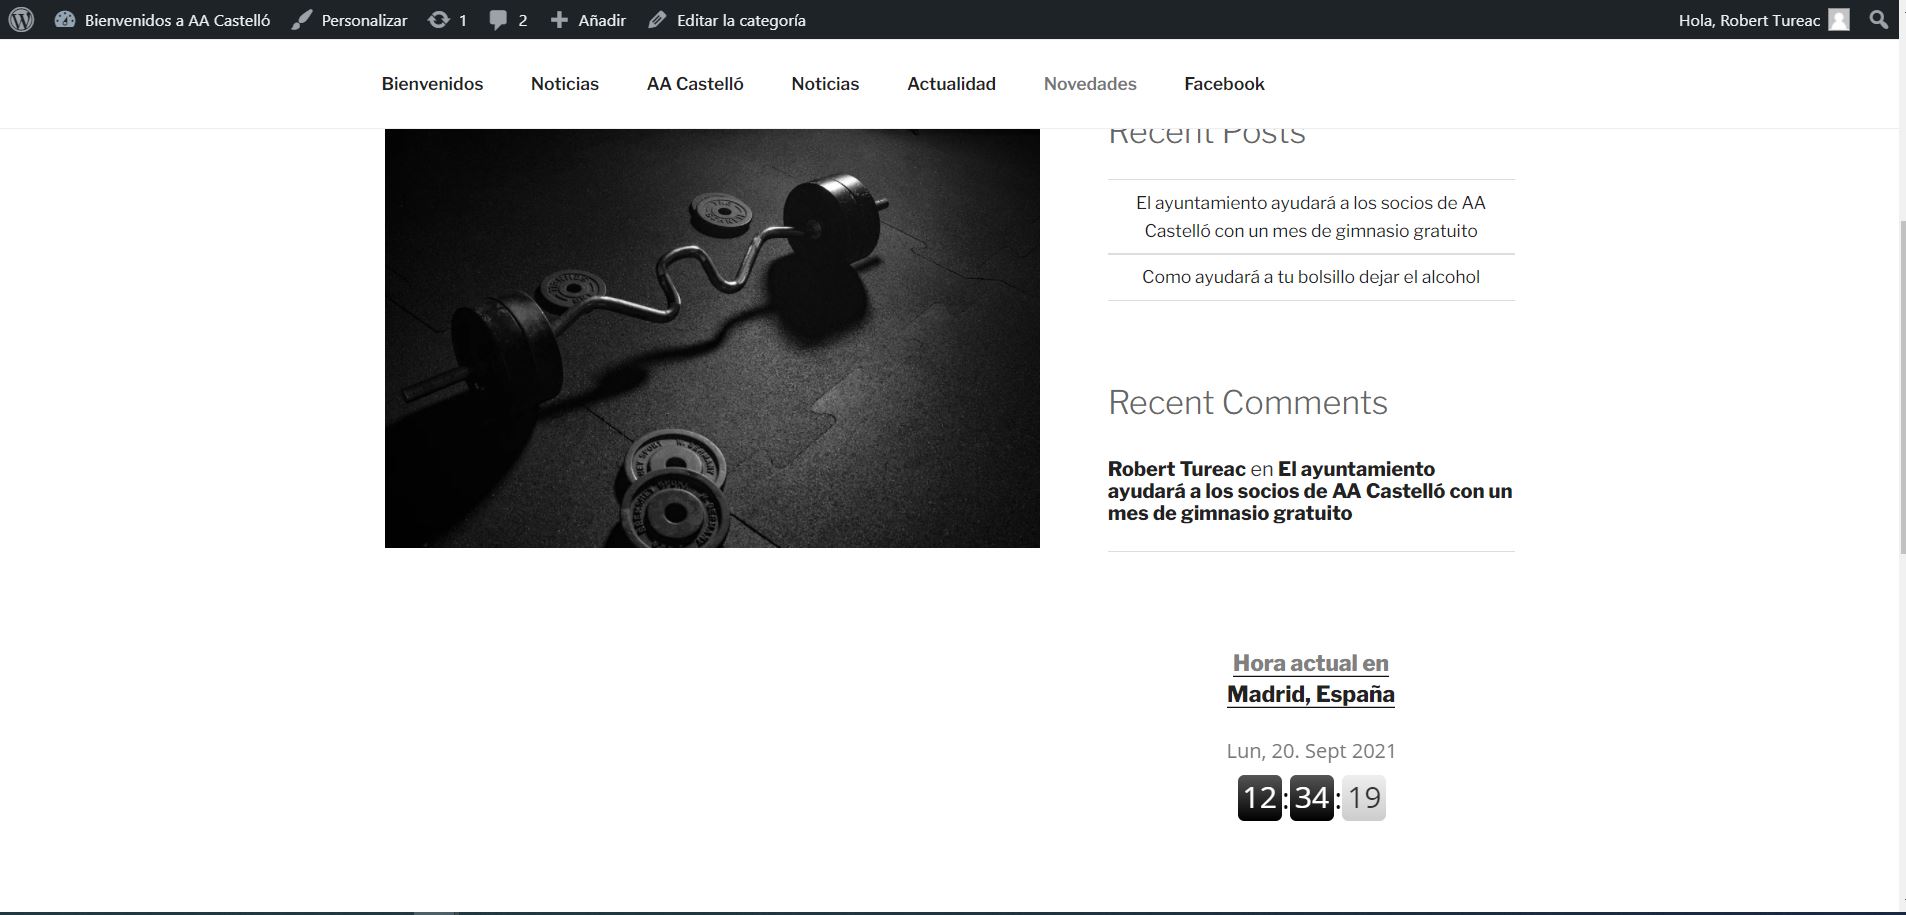 Bienvenidos a AA Castelló Personalizar 1 2 Añadir Editar la categoría Hola, Robert Tureac
Bienvenidos Noticias AA Castelló Noticias Actualidad Novedades Facebook
Recent Posts
El ayuntamiento ayudará a los socios de AA
Castelló con un mes de gimnasio gratuito
Como ayudará a tu bolsillo dejar el alcohol
Recent Comments
Robert Tureac en El ayuntamiento
ayudará a los socios de AA Castelló con un
mes de gimnasio gratuito
Hora actual en
Madrid, España
Lun, 20. Sept 2021
12:34:19